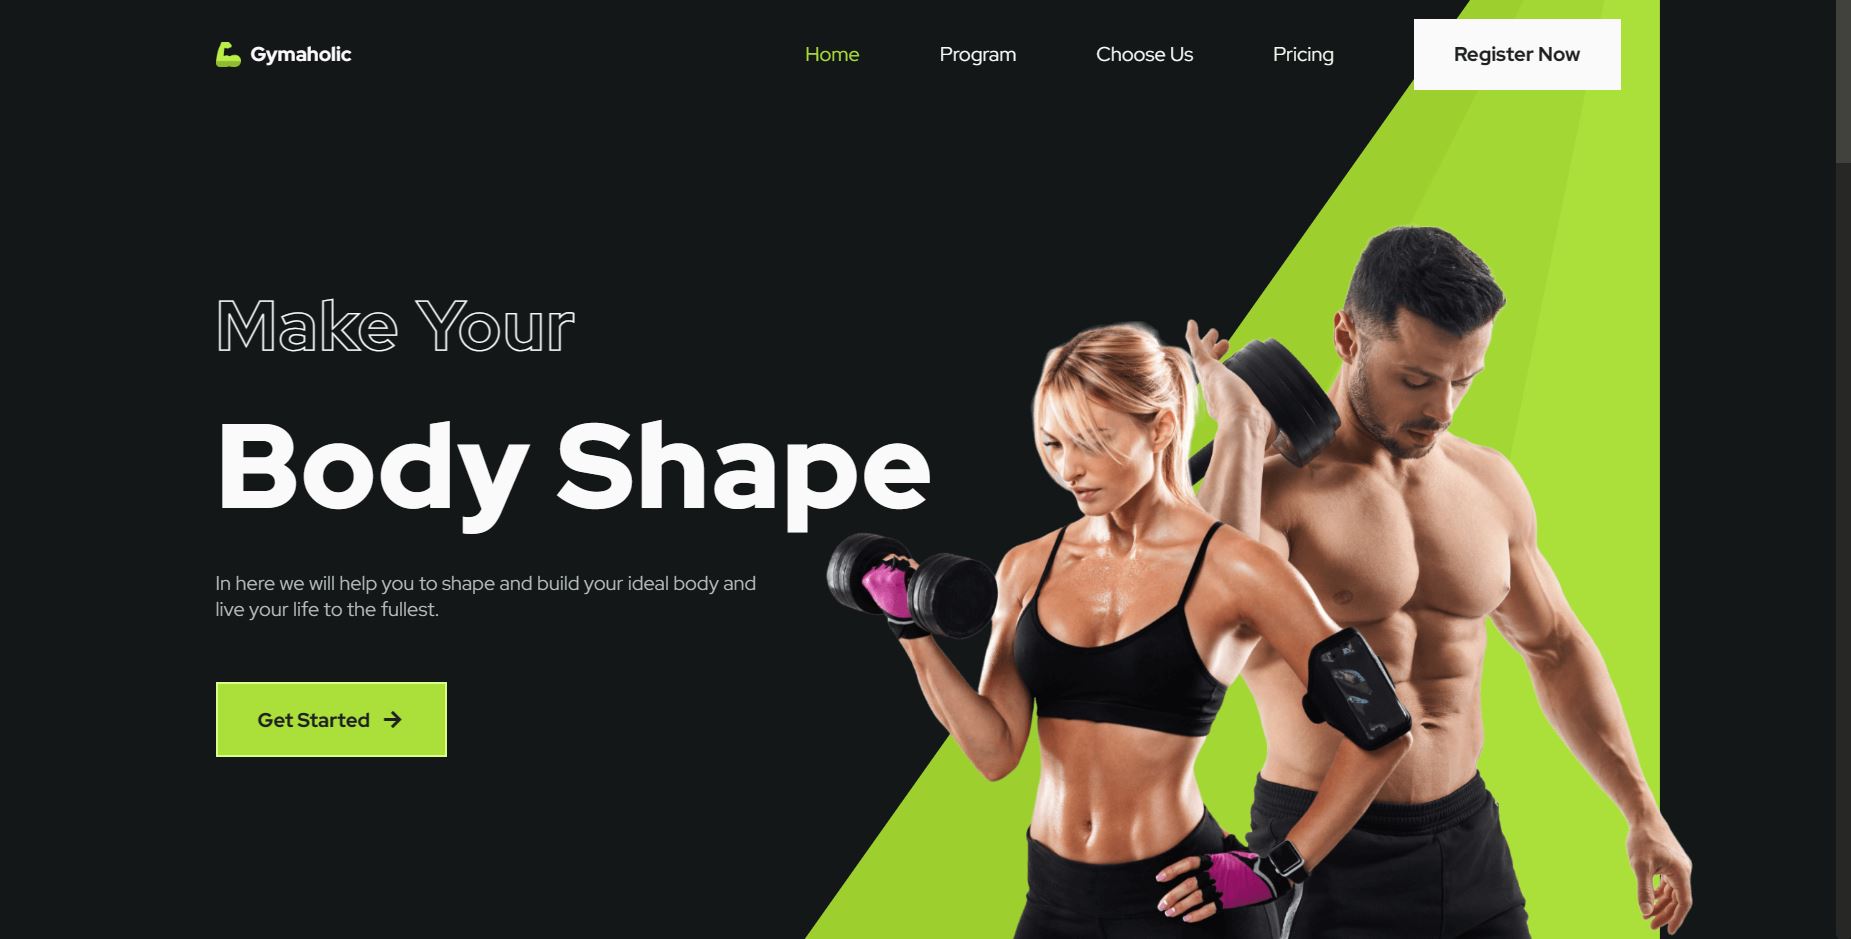 Gymaholic
Home
Program
Choose Us
Pricing
Register Now
Make Your
Body Shape
In here we will help you to shape and build your ideal body and
live your life to the fullest.
Get Started